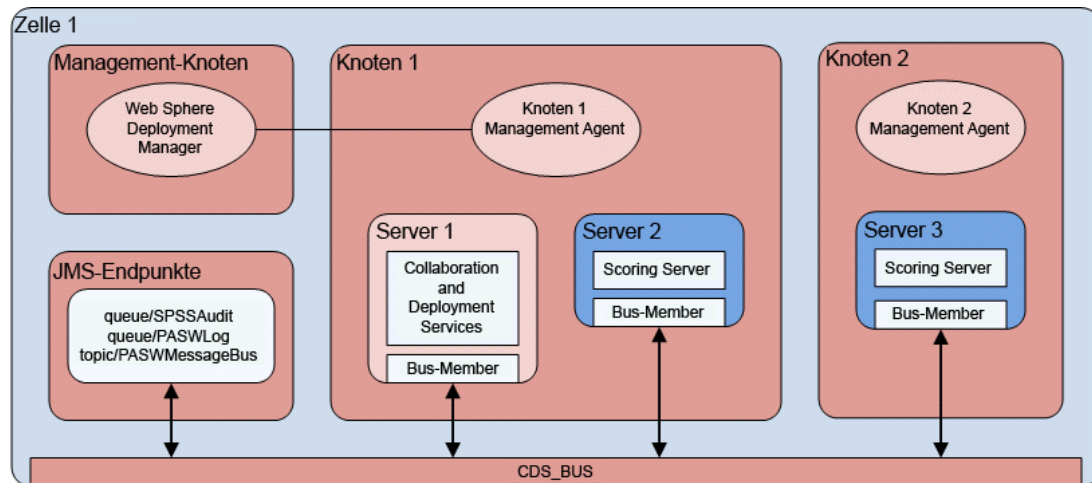 Zelle 1
Management-Knoten
Web Sphere
Deployment
Manager
Knoten 1
Knoten 1
Management Agent
Knoten 2
Knoten 2
Management Agent
JMS-Endpunkte
queue/SPSSAudit
queue/PASWLog
topic/PASWMessageBus
Server 1
Collaboration
and
Deployment
Services
Bus-Member
Server 2
Scoring Server
Bus-Member
Server 3
Scoring Server
Bus-Member
CDS_BUS